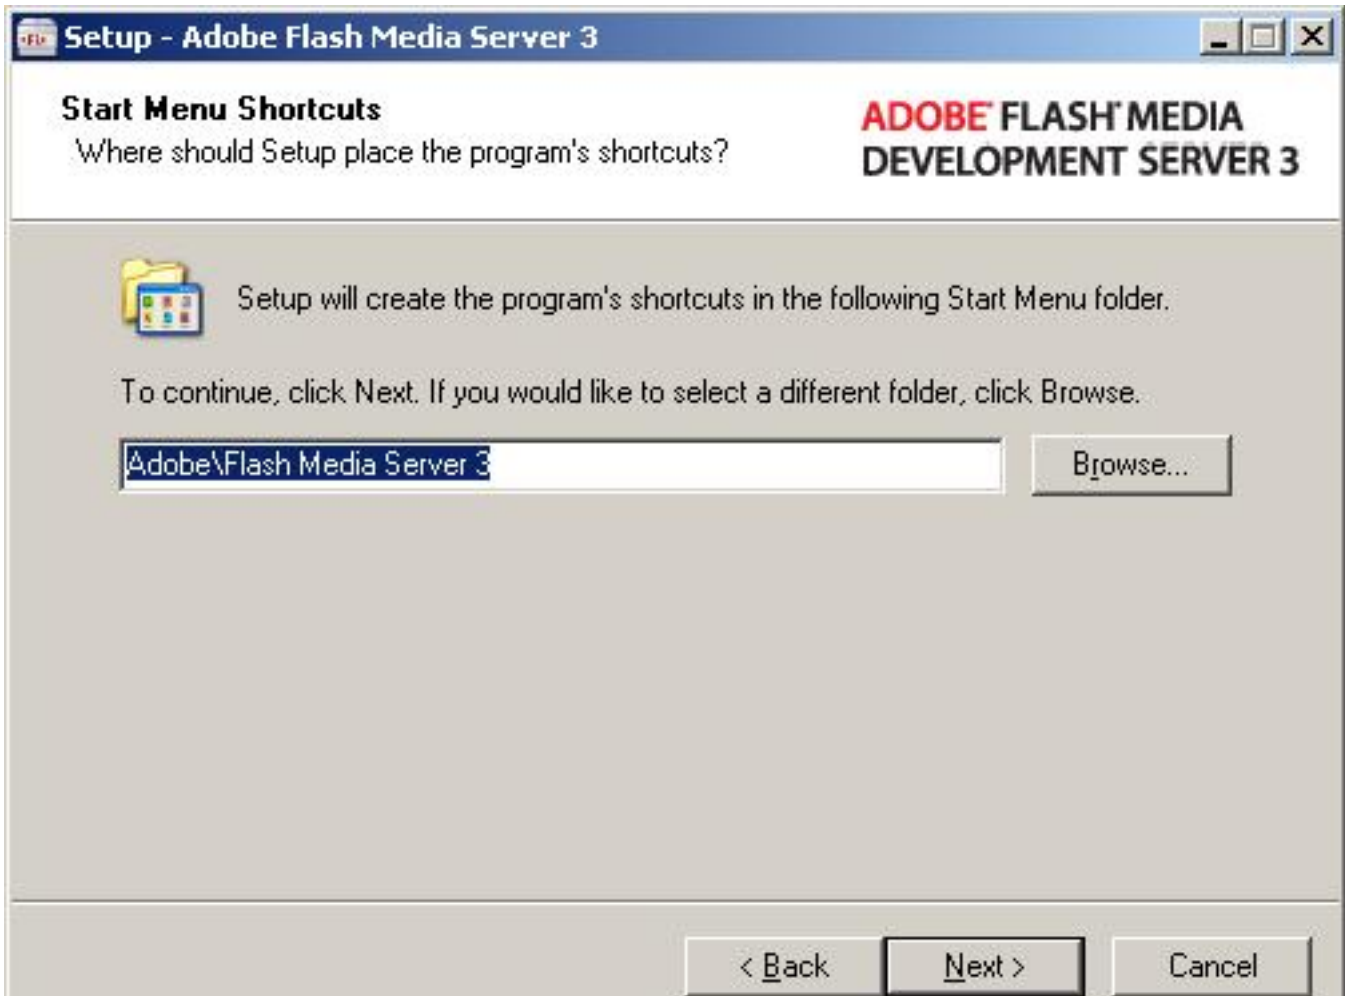 Setup - Adobe Flash Media Server 3
Start Menu Shortcuts
Where should Setup place the program's shortcuts?
ADOBE® FLASH® MEDIA
DEVELOPMENT SERVER 3
Setup will create the program's shortcuts in the following Start Menu folder.
To continue, click Next. If you would like to select a different folder, click Browse.
Adobe\Flash Media Server 3
Browse...
< Back
Next >
Cancel